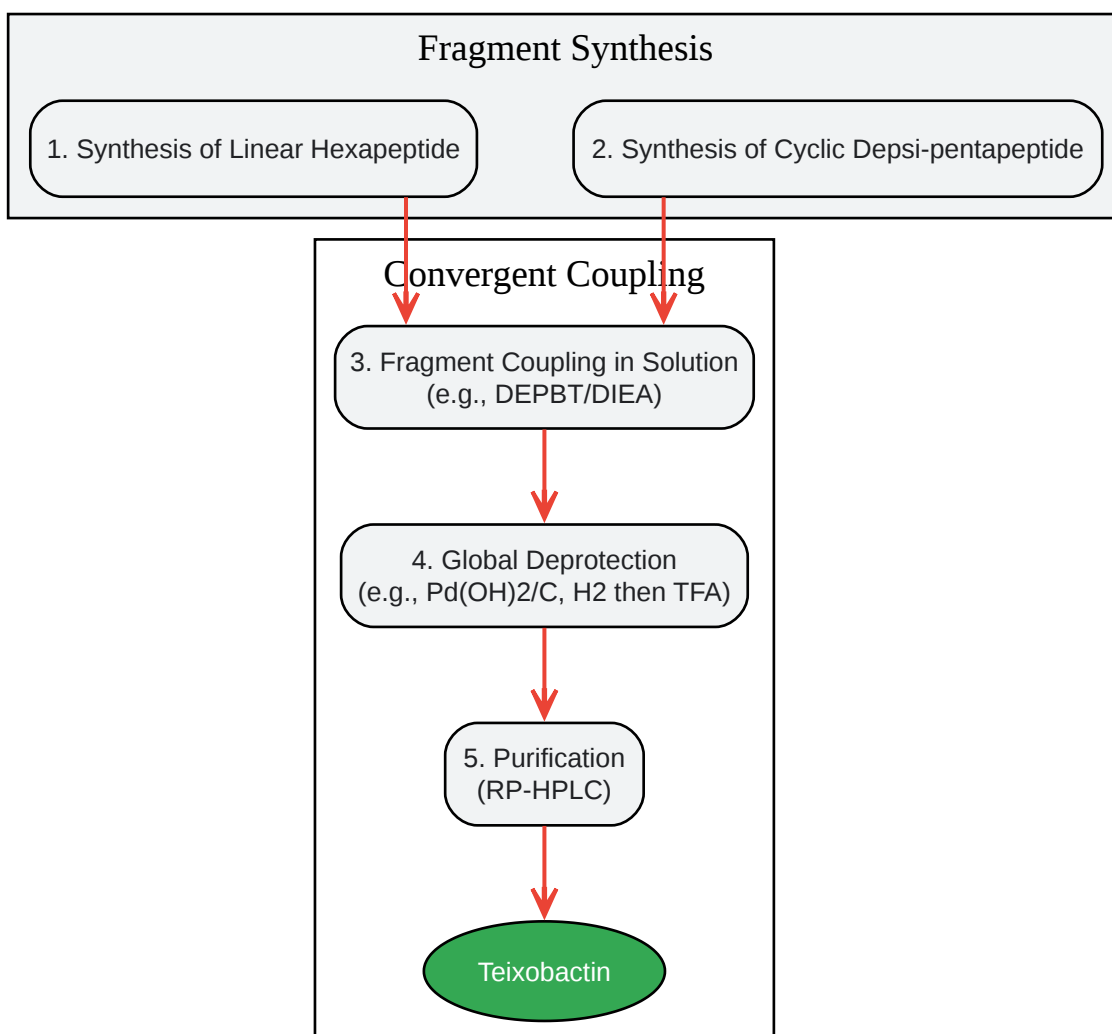 Fragment Synthesis
1. Synthesis of Linear Hexapeptide
2. Synthesis of Cyclic Depsi-pentapeptide
Convergent Coupling
3. Fragment Coupling in Solution
(e.g., DEPBT/DIEA)
4. Global Deprotection
(e.g., Pd(OH)2/C, H2 then TFA)
5. Purification
(RP-HPLC)
Teixobactin